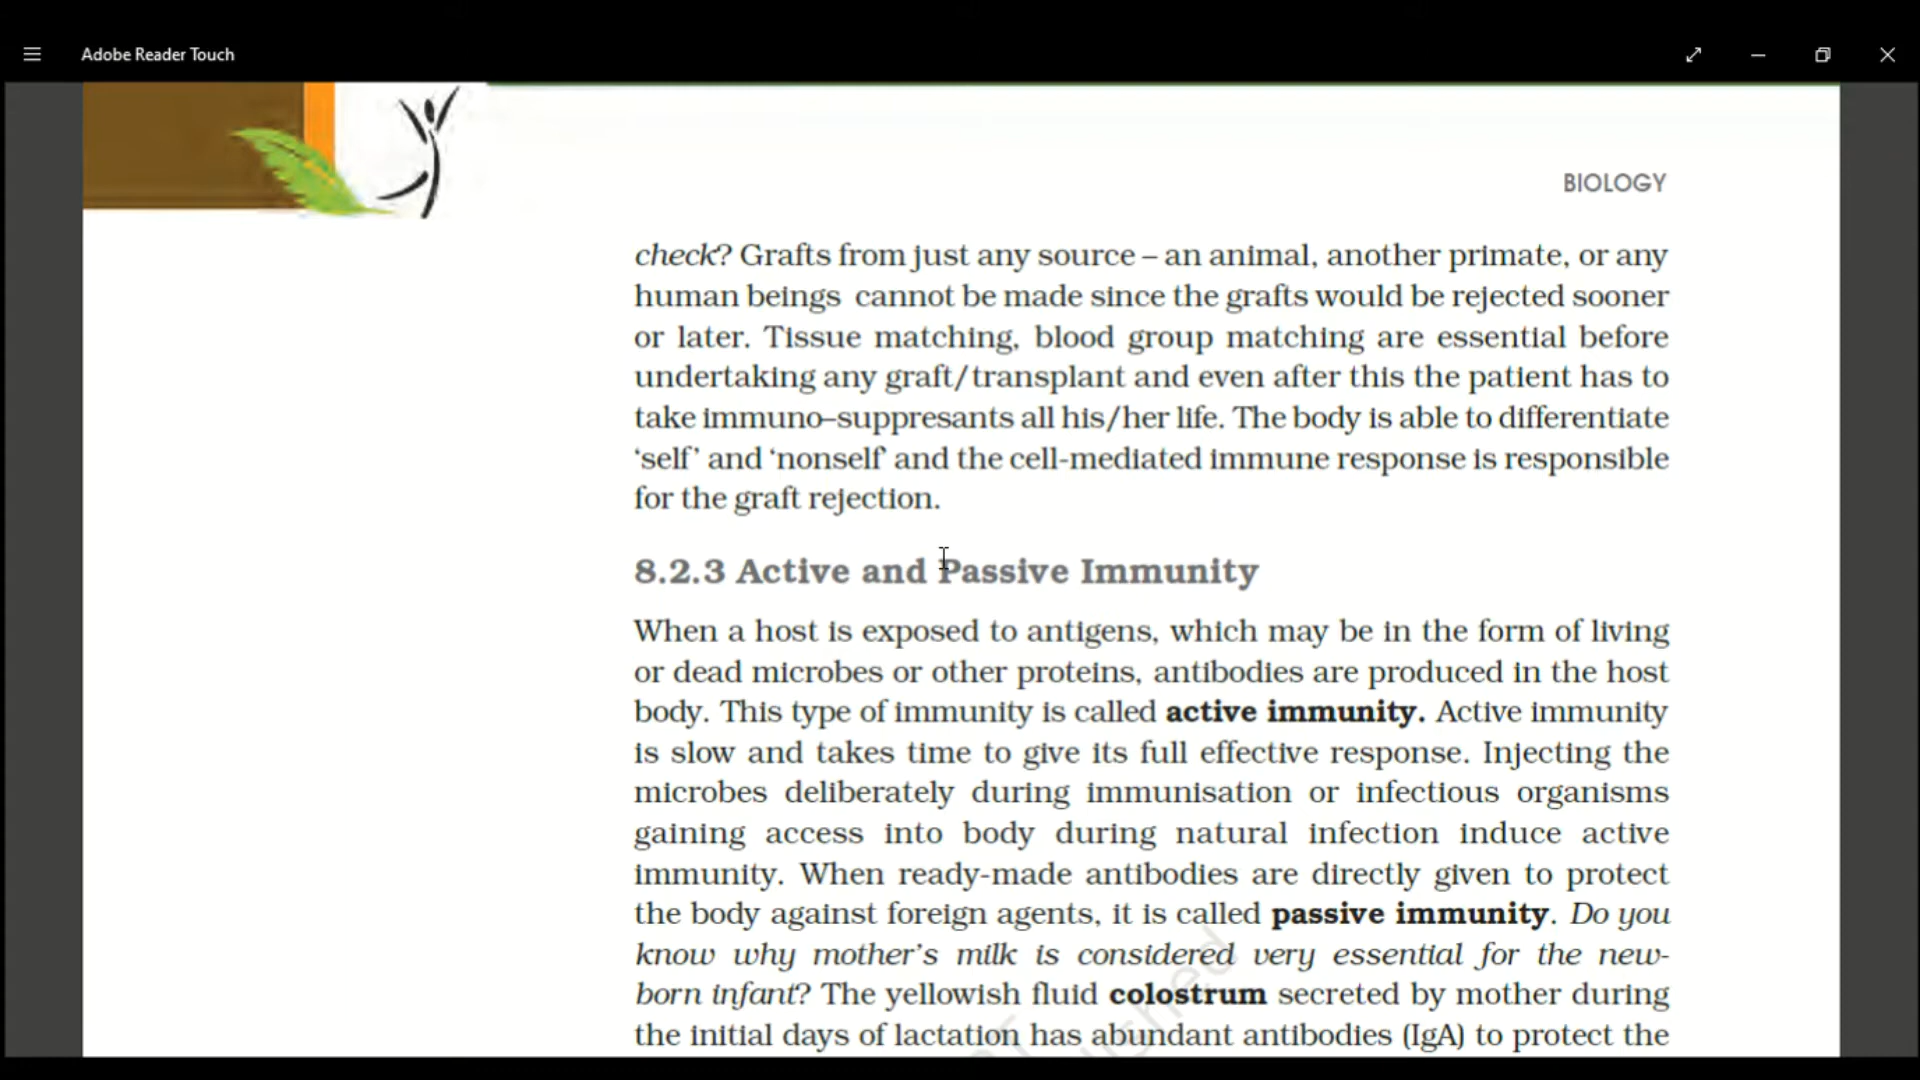 Adobe Reader Touch
BIOLOGY
check? Grafts from just any source – an animal, another primate, or any
human beings cannot be made since the grafts would be rejected sooner
or later. Tissue matching, blood group matching are essential before
undertaking any graft/transplant and even after this the patient has to
take immuno–suppresants all his/her life. The body is able to differentiate
‘self’ and ‘nonself’ and the cell-mediated immune response is responsible
for the graft rejection.
8.2.3 Active and Passive Immunity
When a host is exposed to antigens, which may be in the form of living
or dead microbes or other proteins, antibodies are produced in the host
body. This type of immunity is called active immunity. Active immunity
is slow and takes time to give its full effective response. Injecting the
microbes deliberately during immunisation or infectious organisms
gaining access into body during natural infection induce active
immunity. When ready-made antibodies are directly given to protect
the body against foreign agents, it is called passive immunity. Do you
know why mother’s milk is considered very essential for the new-
born infant? The yellowish fluid colostrum secreted by mother during
the initial days of lactation has abundant antibodies (IgA) to protect the